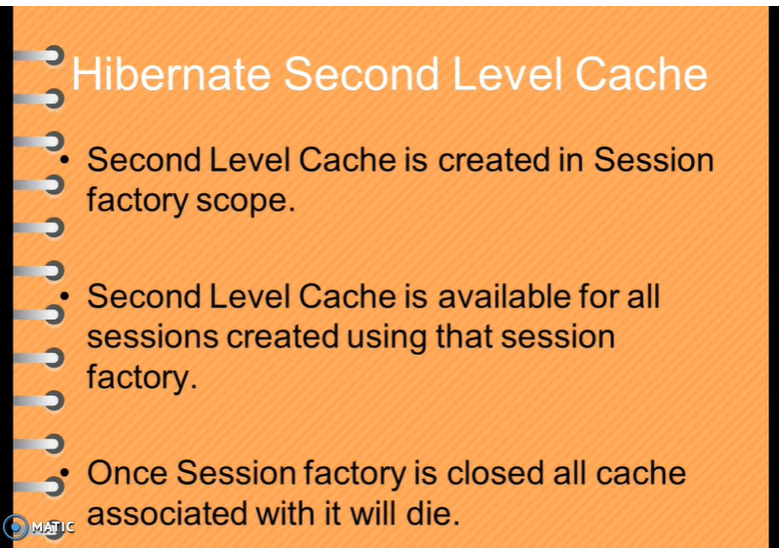 Hibernate Second Level Cache
• Second Level Cache is created in Session
factory scope.
• Second Level Cache is available for all
sessions created using that session
factory.
• Once Session factory is closed all cache
associated with it will die.
MATIC